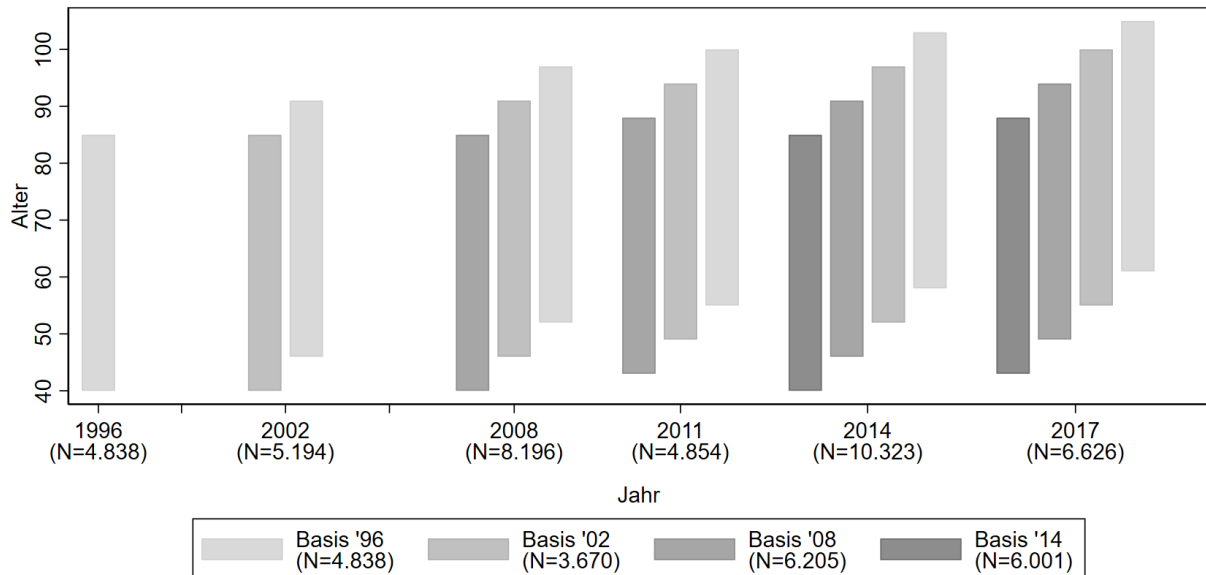 Alter
100
90
80
70
60
50
40
1996 2002 2008 2011 2014 2017
(N=4.838) (N=5.194) (N=8.196) (N=4.854) (N=10.323) (N=6.626)
Jahr
Basis '96 Basis '02 Basis '08 Basis '14
(N=4.838) (N=3.670) (N=6.205) (N=6.001)